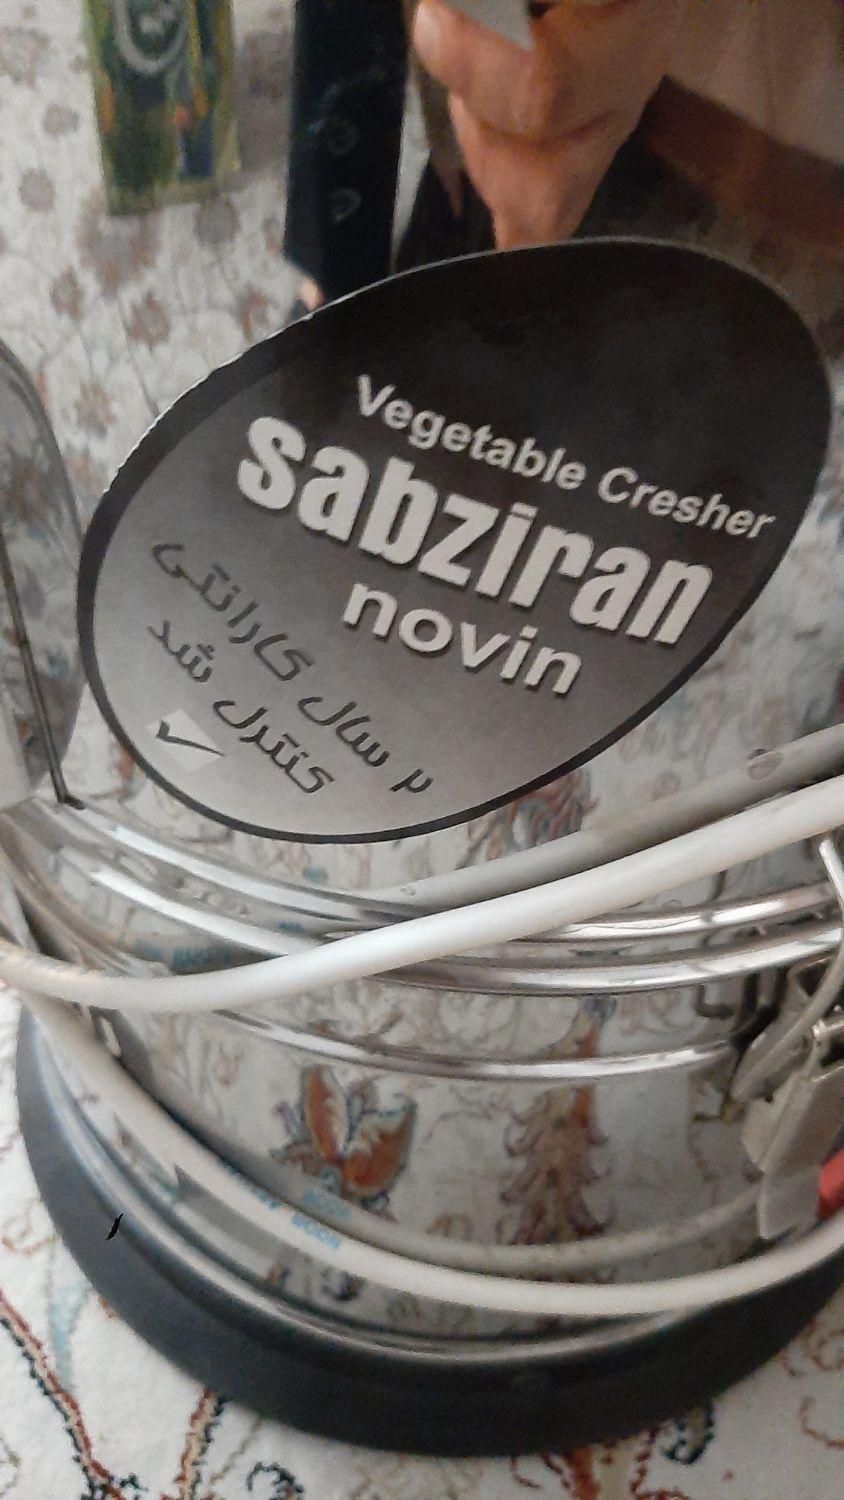 Vegetable Cresher
sabziran
novin
۲ سال گارانتی
کنترل شد